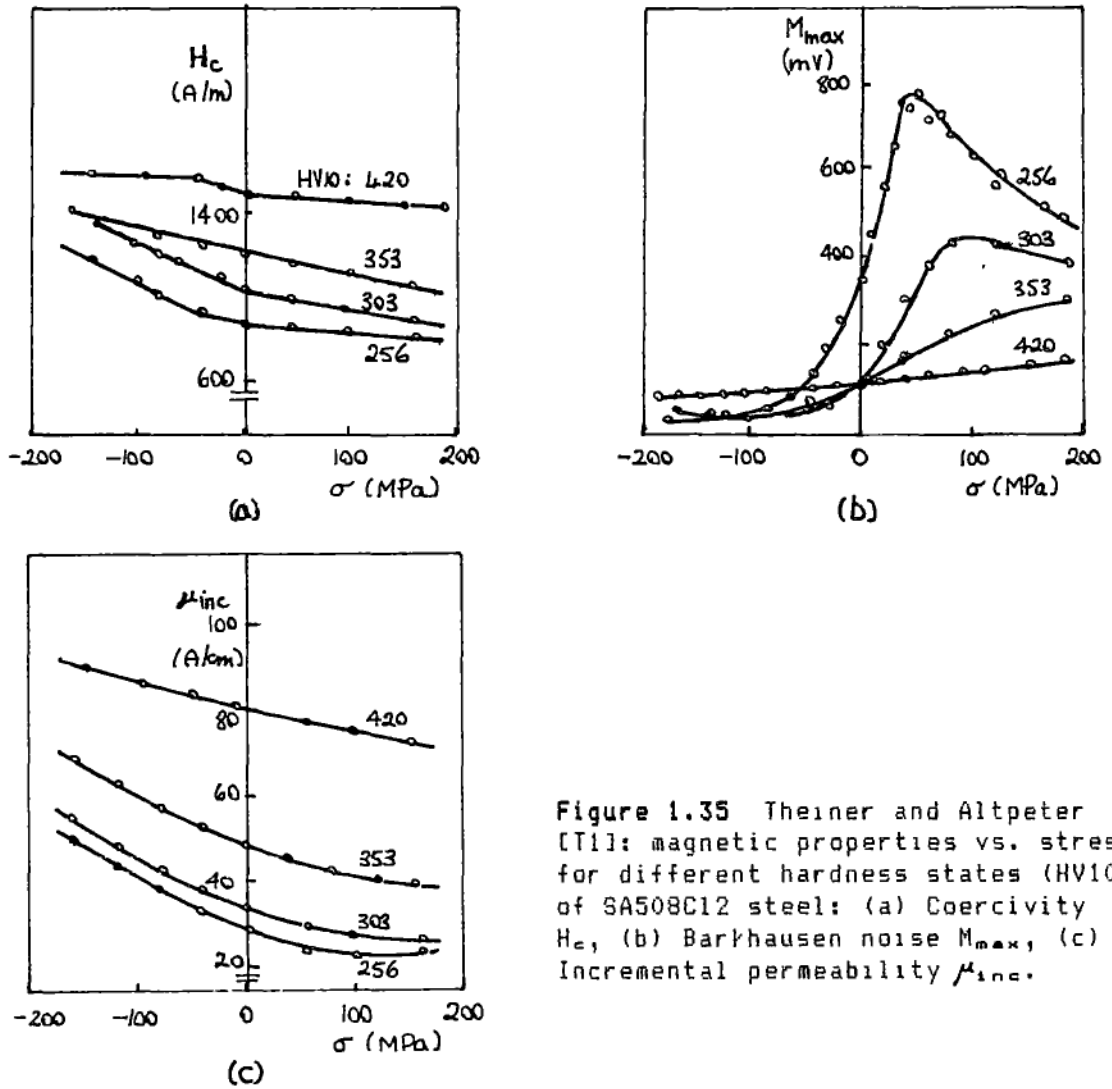 Hc
(A/m)
HV10: 420
1400
353
303
256
600
-200 -100 0 100 200
σ (MPa)
(a)
Mmax
(mV)
800
600
256
400
303
353
420
-200 -100 0 100 200
σ (MPa)
(b)
μinc
100
(A/km)
80
420
60
353
40
303
256
20
-200 -100 0 100 200
σ (MPa)
(c)
Figure 1.35 Theiner and Altpeter
[T1]: magnetic properties vs. stres
for different hardness states (HV10
of SA508Cl2 steel: (a) Coercivity
Hc, (b) Barkhausen noise Mmax, (c)
Incremental permeability μinc.